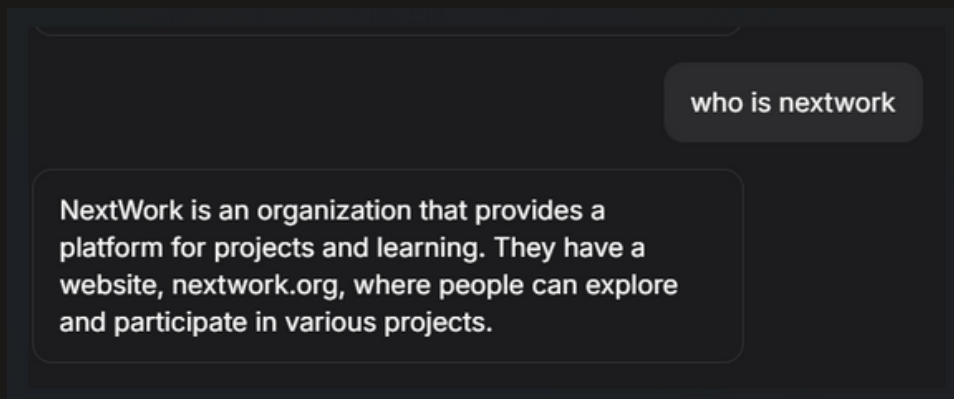 who is nextwork
NextWork is an organization that provides a
platform for projects and learning. They have a
website, nextwork.org, where people can explore
and participate in various projects.